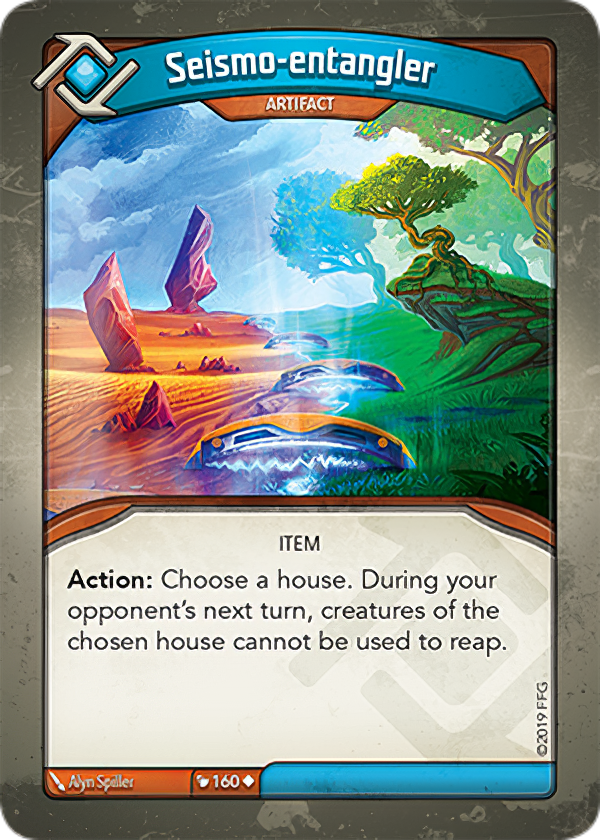 Seismo-entangler
ARTIFACT
ITEM
Action: Choose a house. During your
opponent's next turn, creatures of the
chosen house cannot be used to reap.
©2019 FFG
Alyn Spiller
160